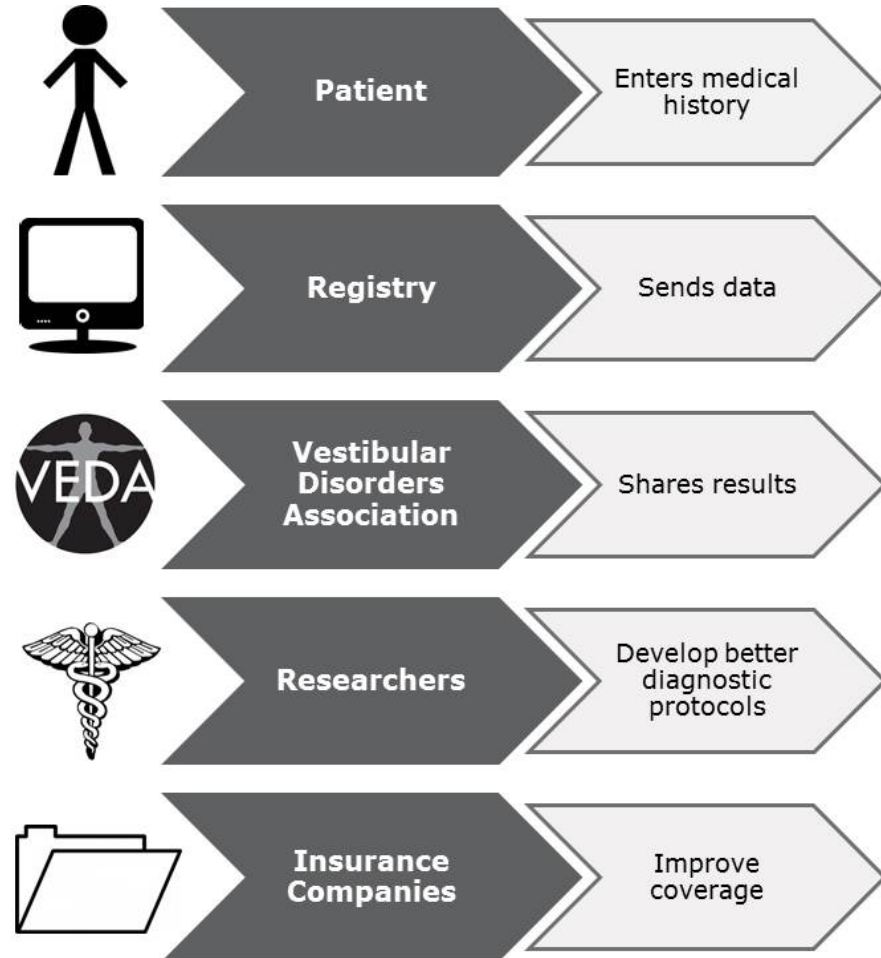 Patient
Enters medical
history
Registry
Sends data
VEDA
Vestibular
Disorders
Association
Shares results
Researchers
Develop better
diagnostic
protocols
Insurance
Companies
Improve
coverage